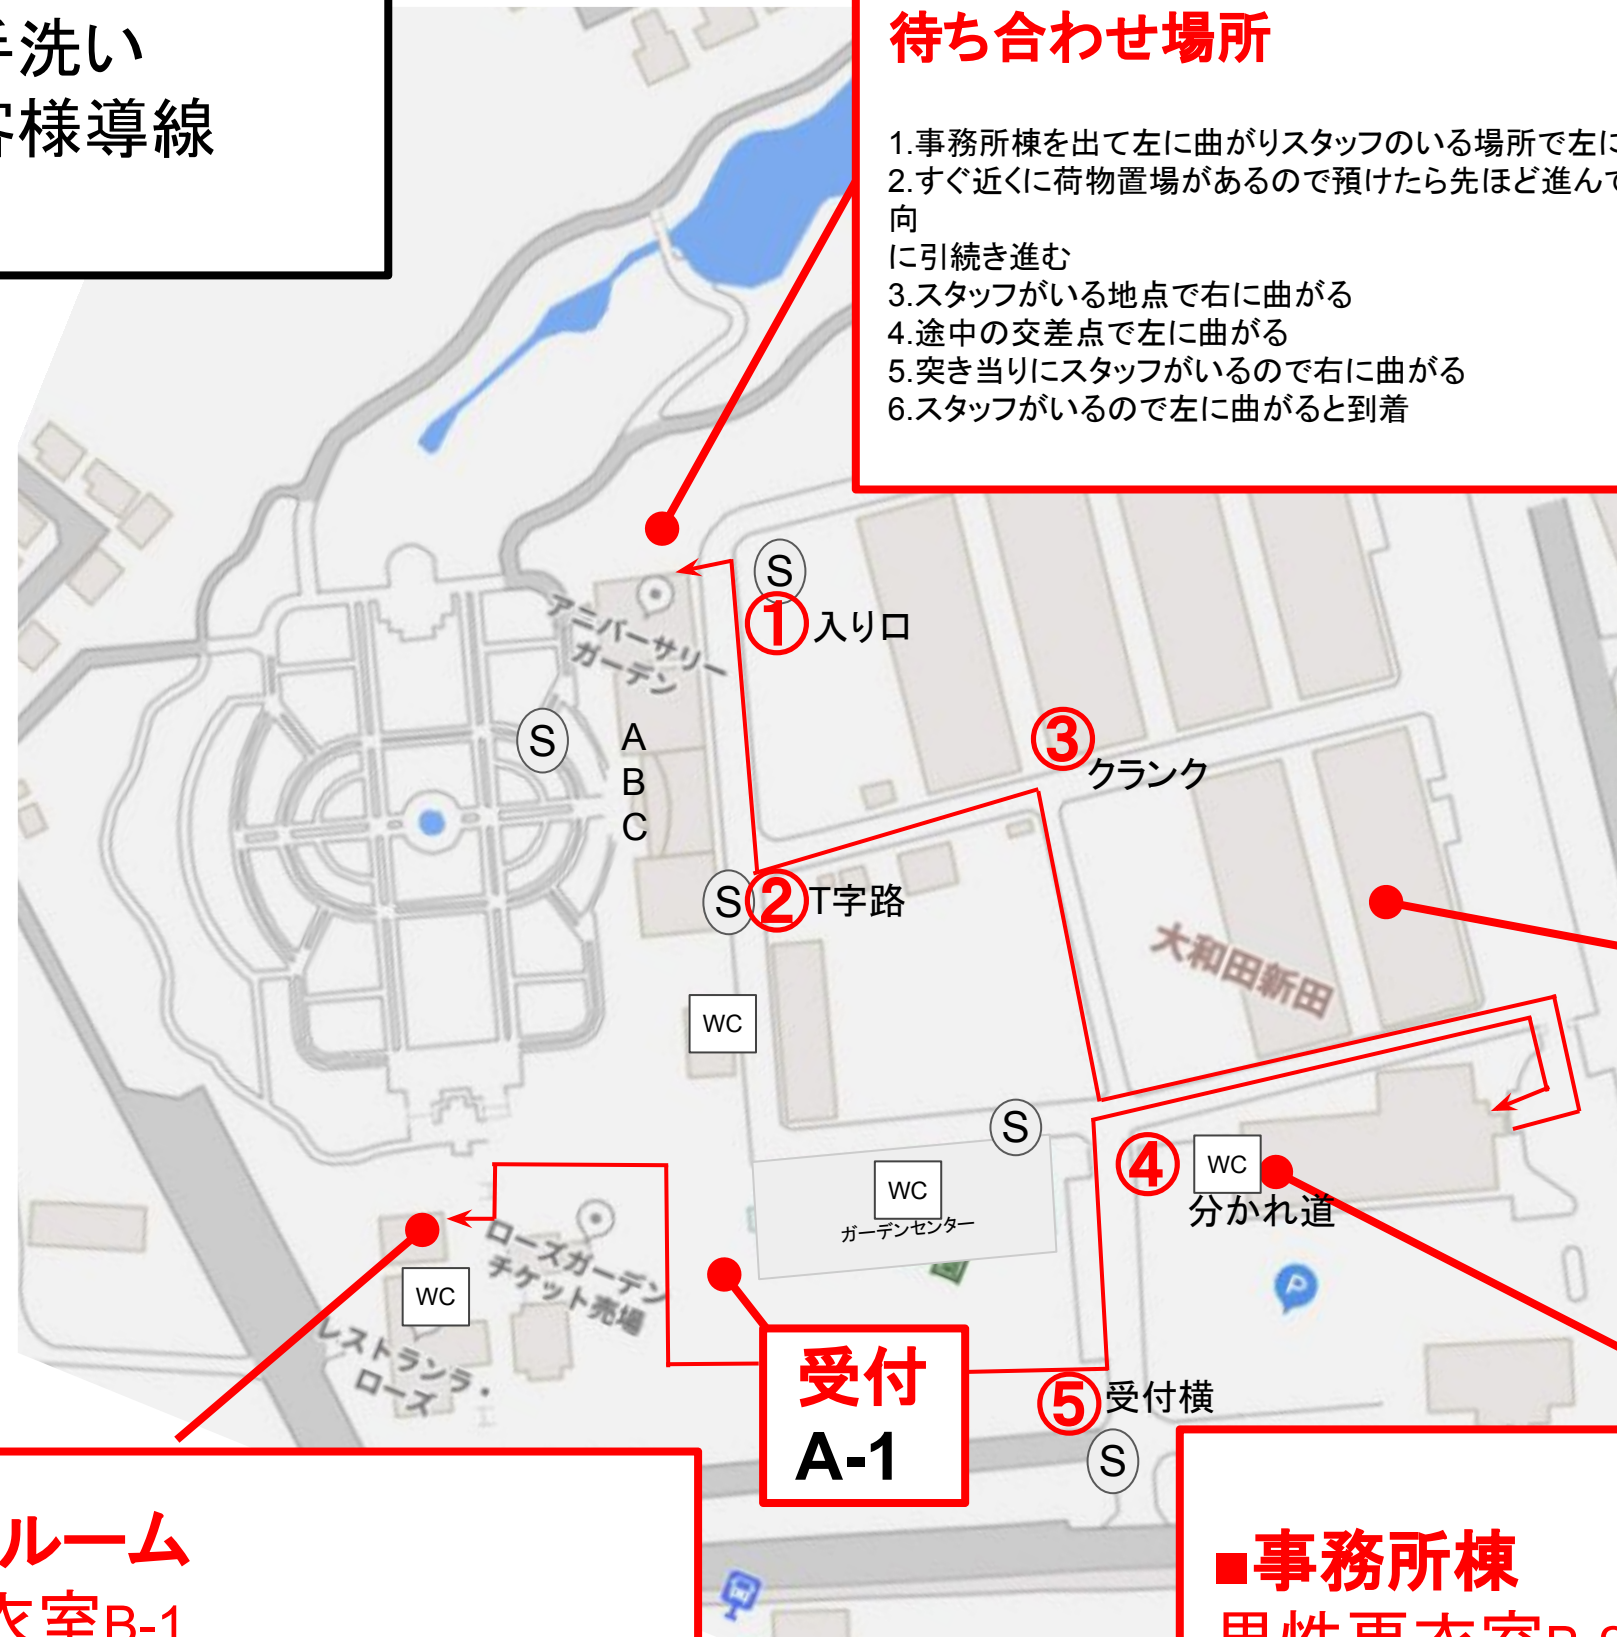 手洗い
客様導線
待ち合わせ場所
1.事務所棟を出て左に曲がりスタッフのいる場所で左に
2.すぐ近くに荷物置場があるので預けたら先ほど進んで
向
に引続き進む
3.スタッフがいる地点で右に曲がる
4.途中の交差点で左に曲がる
5.突き当りにスタッフがいるので右に曲がる
6.スタッフがいるので左に曲がると到着
S
① 入り口
アニバーサリー
ガーデン
S
A
B
C
③
クランク
S ② T字路
大和田新田
WC
S
④ WC
分かれ道
WC
ガーデンセンター
ローズガーデン
チケット売場
WC
レストランラ・
ローズ
P
受付
A-1
⑤ 受付横
S
ルーム
衣室B-1
■事務所棟
男性更衣室B-2